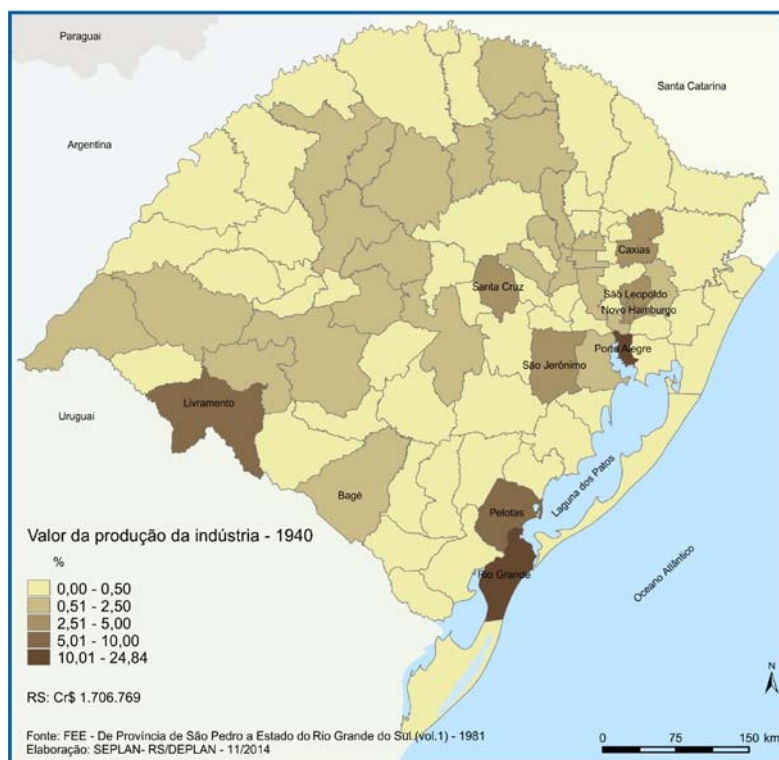 Paraguai
Santa Catarina
Argentina
Caxias
Santa Cruz
São Leopoldo
Novo Hamburgo
Porto Alegre
São Jerônimo
Livramento
Uruguai
Bagé
Laguna dos Patos
Pelotas
Rio Grande
Oceano Atlântico
Valor da produção da indústria - 1940
%
0,00 - 0,50
0,51 - 2,50
2,51 - 5,00
5,01 - 10,00
10,01 - 24,84
RS: Cr$ 1.706.769
N
Fonte: FEE - De Província de São Pedro a Estado do Rio Grande do Sul (vol.1) - 1981
Elaboração: SEPLAN- RS/DEPLAN - 11/2014
0 75 150 km